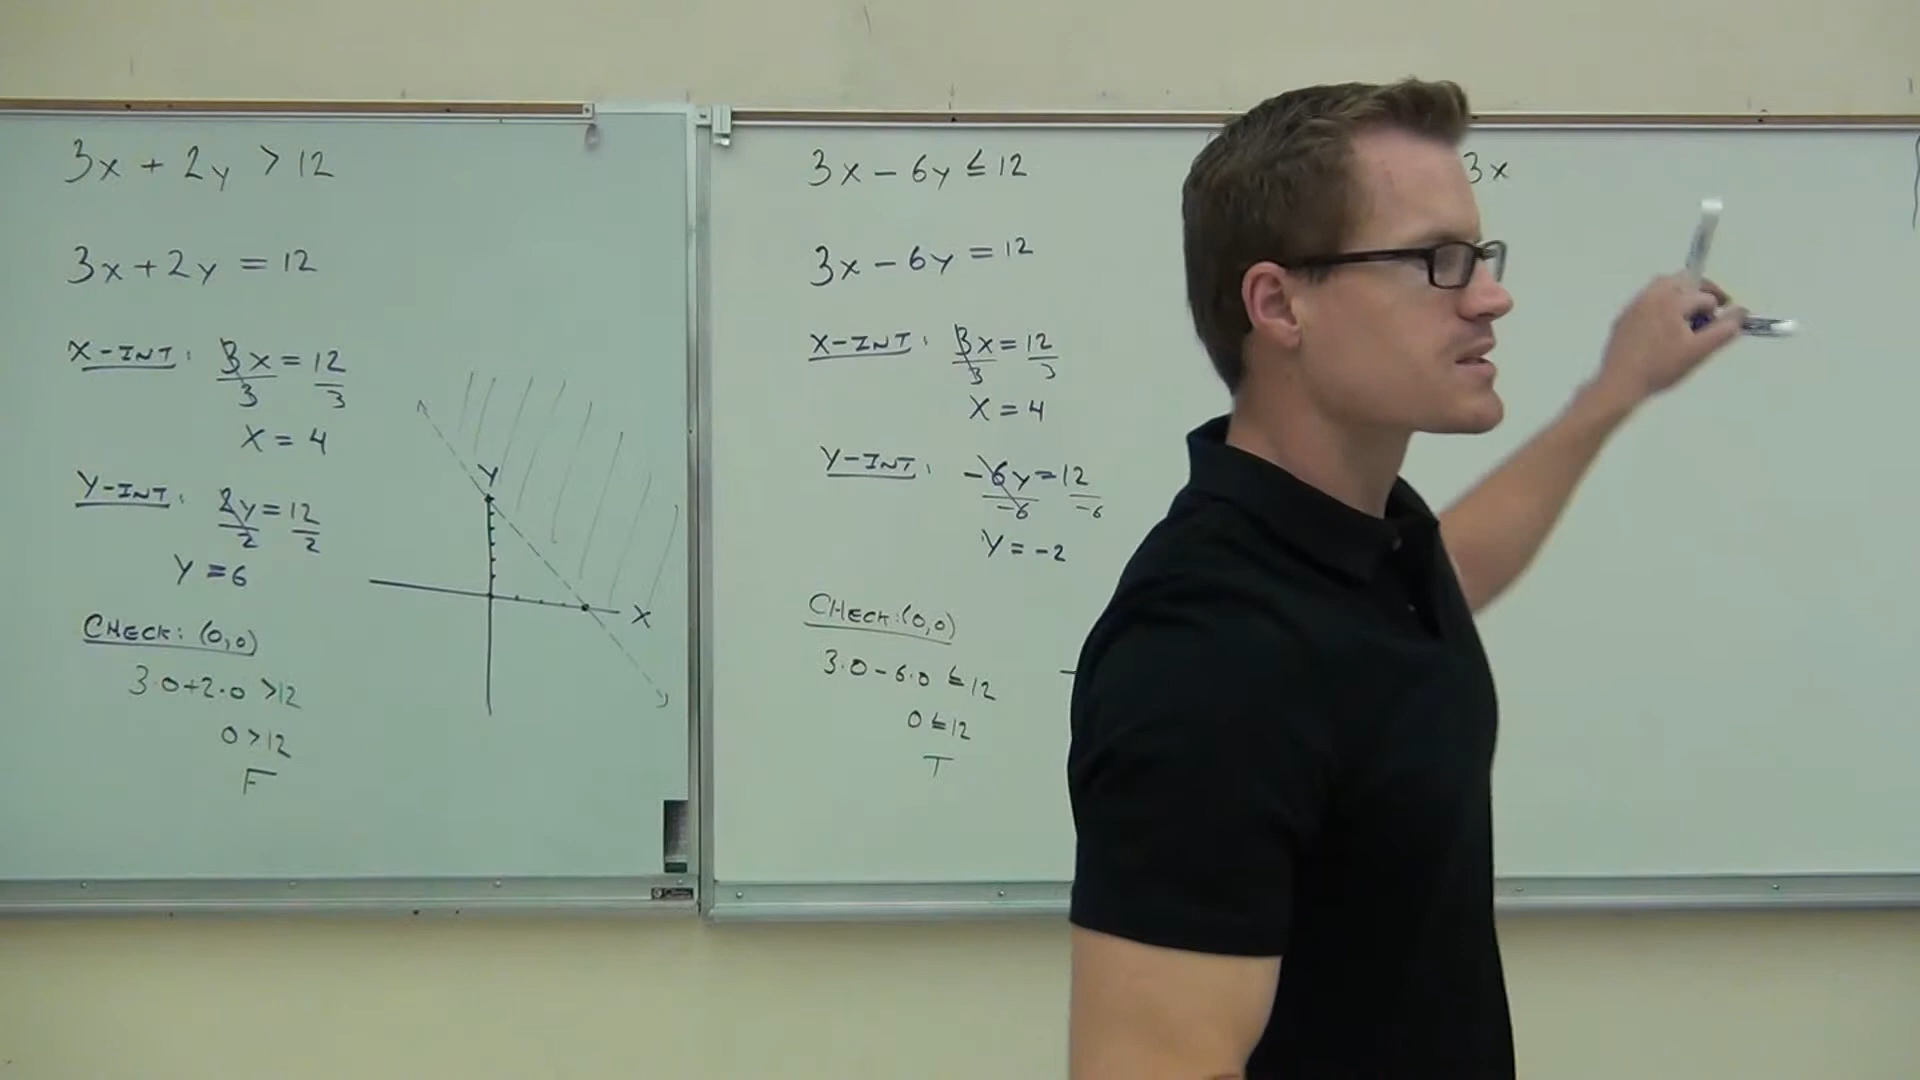 3x + 2y > 12
3x + 2y = 12
X-INT: 3x = 12
3 3
X = 4
Y-INT: 2y = 12
2 2
Y = 6
CHECK: (0,0)
3·0+2·0 >12
0 > 12
F
Y
X
3x - 6y ≤ 12
3x - 6y = 12
X-INT: 3x = 12
3 3
X = 4
Y-INT: -6y = 12
-6 -6
Y = -2
CHECK: (0,0)
3·0 - 6·0 ≤ 12
0 ≤ 12
T
3x